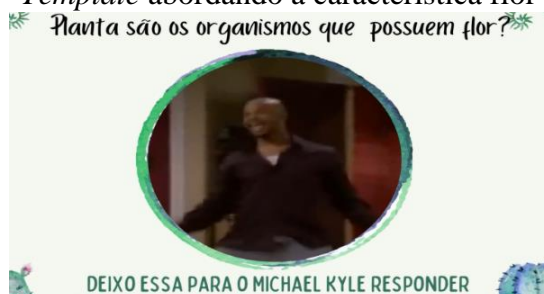 Template abordando a característica flor
Planta são os organismos que possuem flor?
DEIXO ESSA PARA O MICHAEL KYLE RESPONDER